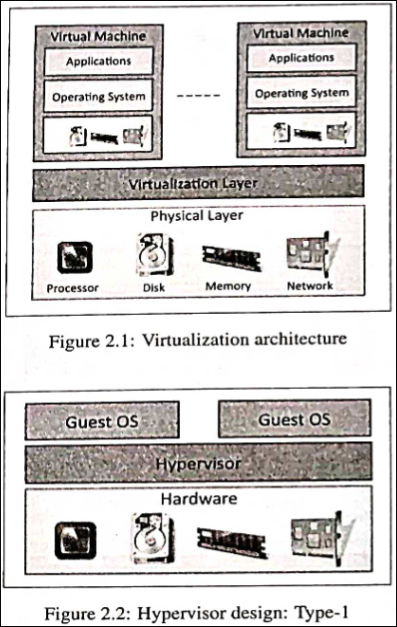 Virtual Machine
Applications
Operating System
Virtual Machine
Applications
Operating System
Virtualization Layer
Physical Layer
Processor Disk Memory Network
Figure 2.1: Virtualization architecture
Guest OS Guest OS
Hypervisor
Hardware
Figure 2.2: Hypervisor design: Type-1